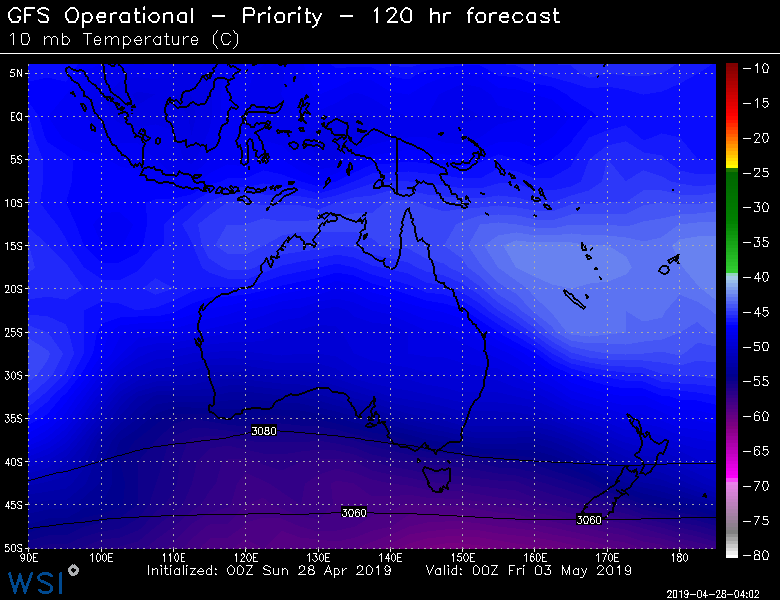 GFS Operational – Priority – 120 hr forecast
10 mb Temperature (C)
5N
EQ
5S
10S
15S
20S
25S
30S
35S
40S
45S
50S
3080
3060
3060
−10
−15
−20
−25
−30
−35
−40
−45
−50
−55
−60
−65
−70
−75
−80
90E 100E 110E 120E 130E 140E 150E 160E 170E 180
Initialized: 00Z Sun 28 Apr 2019 Valid: 00Z Fri 03 May 2019
WSI
2019-04-28-04:02